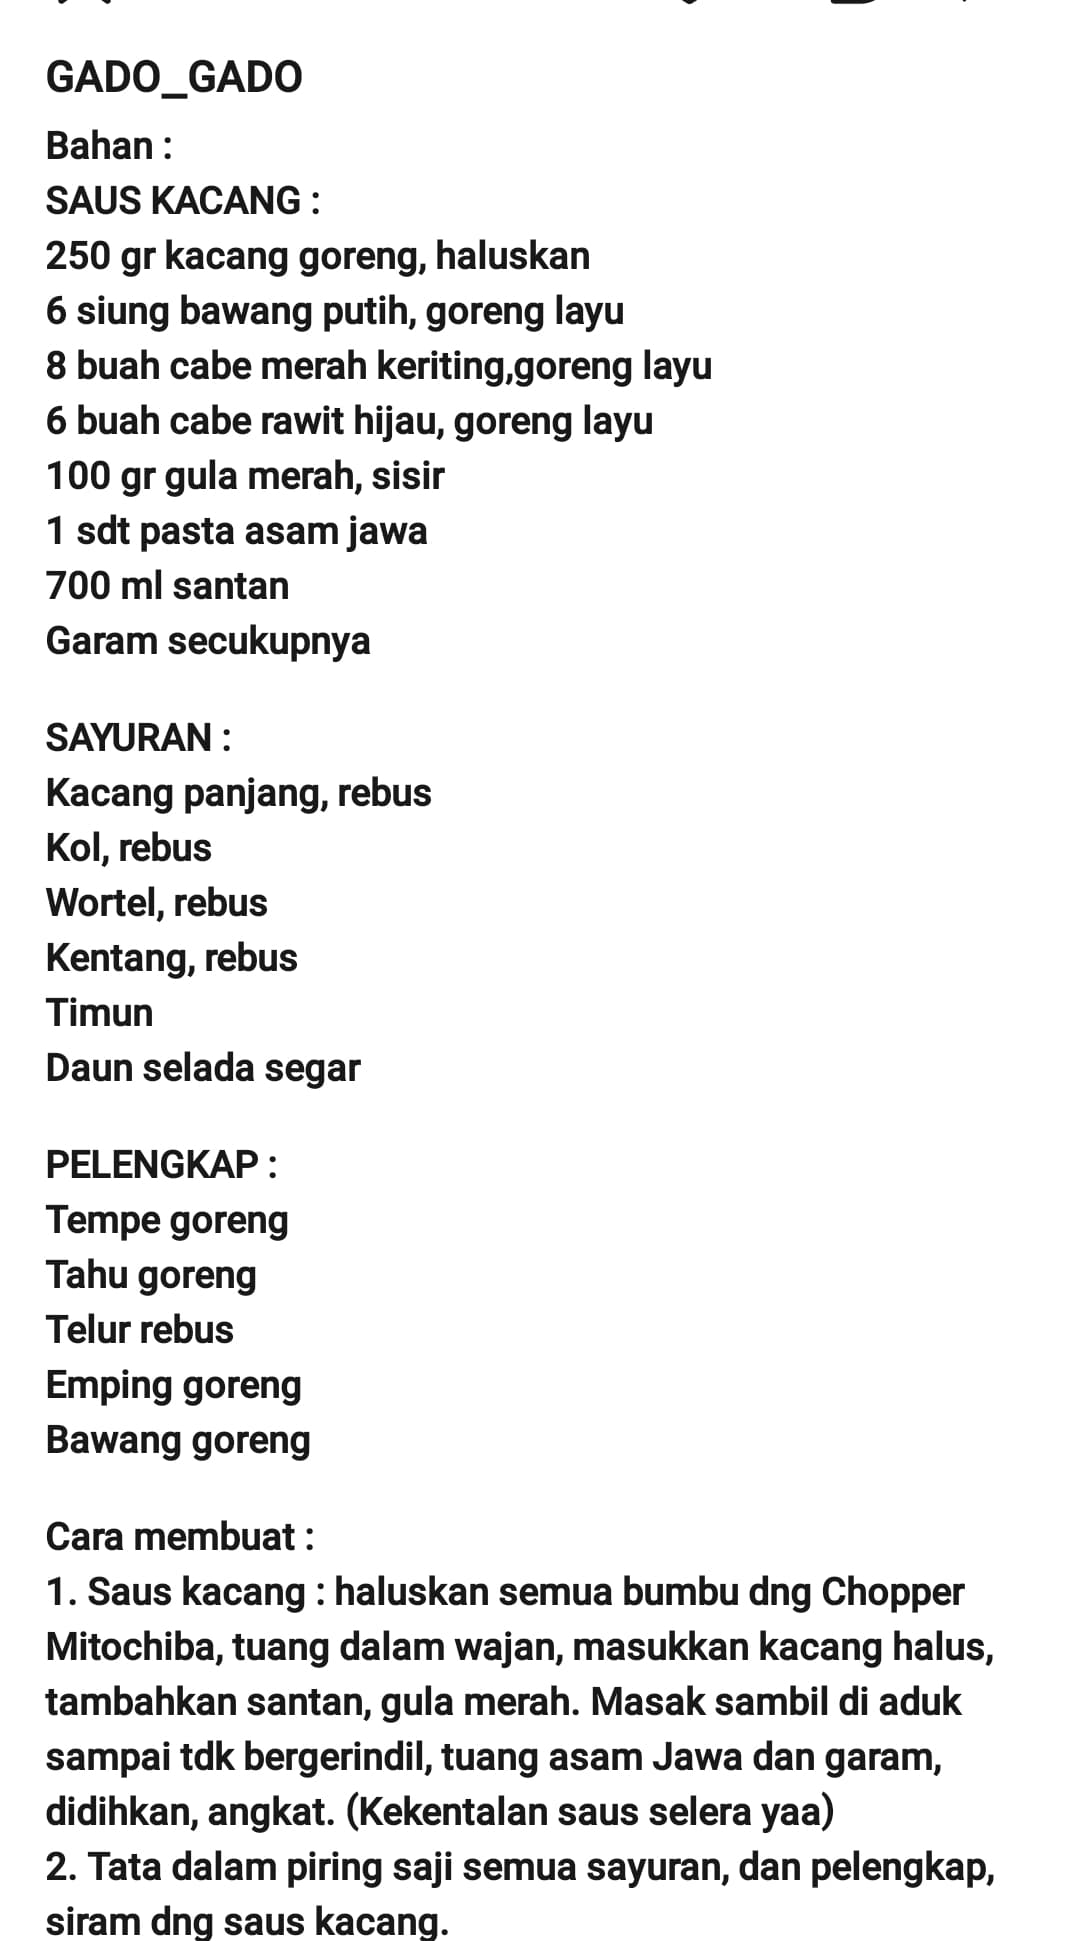 GADO_GADO
Bahan :
SAUS KACANG :
250 gr kacang goreng, haluskan
6 siung bawang putih, goreng layu
8 buah cabe merah keriting,goreng layu
6 buah cabe rawit hijau, goreng layu
100 gr gula merah, sisir
1 sdt pasta asam jawa
700 ml santan
Garam secukupnya
SAYURAN :
Kacang panjang, rebus
Kol, rebus
Wortel, rebus
Kentang, rebus
Timun
Daun selada segar
PELENGKAP :
Tempe goreng
Tahu goreng
Telur rebus
Emping goreng
Bawang goreng
Cara membuat :
1. Saus kacang : haluskan semua bumbu dng Chopper
Mitochiba, tuang dalam wajan, masukkan kacang halus,
tambahkan santan, gula merah. Masak sambil di aduk
sampai tdk bergerindil, tuang asam Jawa dan garam,
didihkan, angkat. (Kekentalan saus selera yaa)
2. Tata dalam piring saji semua sayuran, dan pelengkap,
siram dng saus kacang.